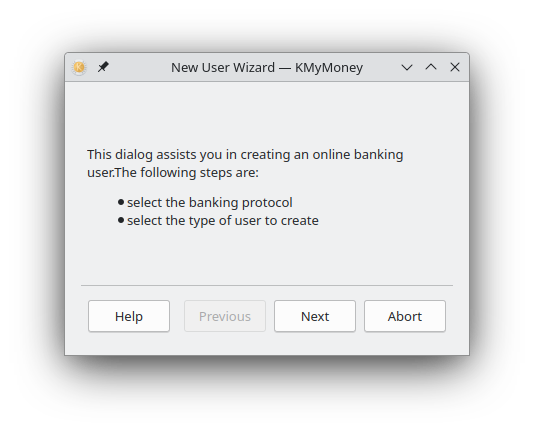 New User Wizard — KMyMoney
This dialog assists you in creating an online banking
user.The following steps are:
select the banking protocol
select the type of user to create
Help
Previous
Next
Abort